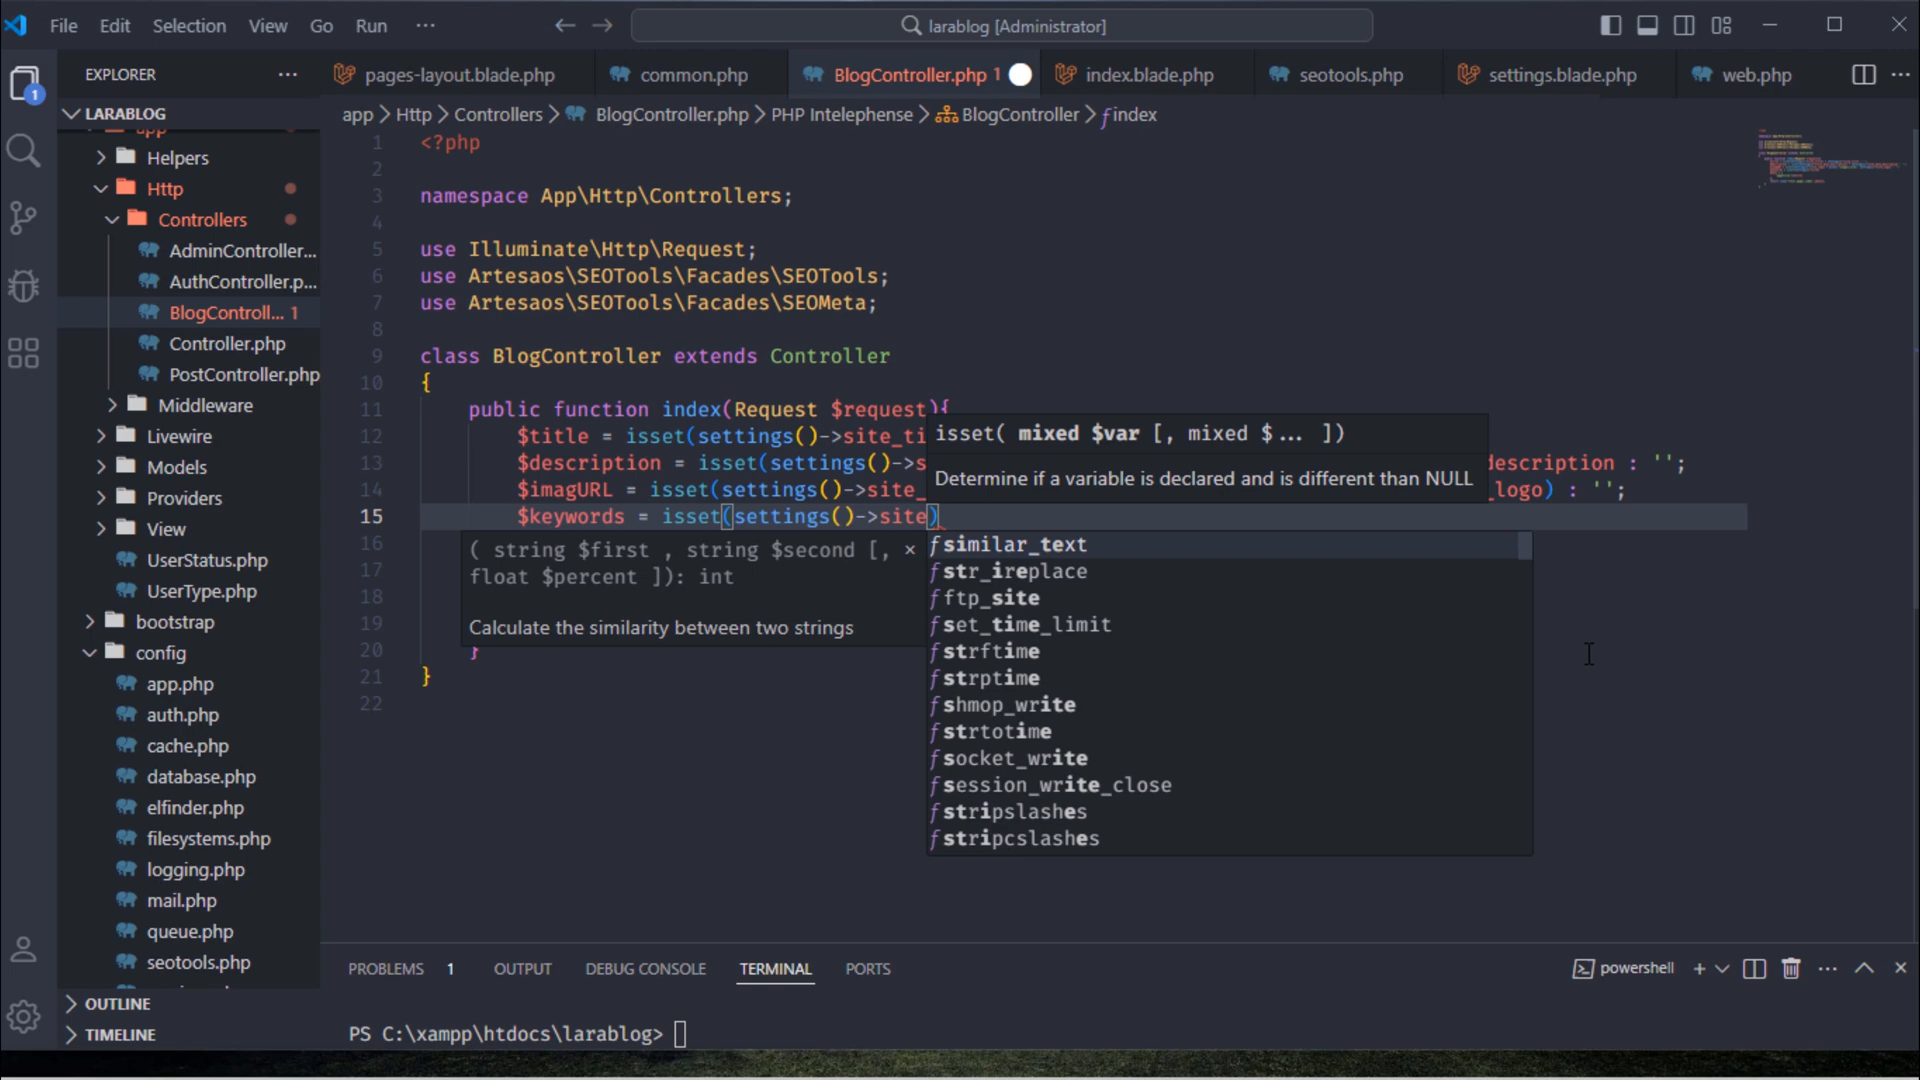 File Edit Selection View Go Run ··· larablog [Administrator]
EXPLORER ···
pages-layout.blade.php common.php BlogController.php 1 index.blade.php seotools.php settings.blade.php web.php ···
1
LARABLOG
app > Http > Controllers > BlogController.php > PHP Intelephense > BlogController > index
app
Helpers
Http
Controllers
AdminController...
AuthController.p...
BlogControll... 1
Controller.php
PostController.php
Middleware
Livewire
Models
Providers
View
UserStatus.php
UserType.php
bootstrap
config
app.php
auth.php
cache.php
database.php
elfinder.php
filesystems.php
logging.php
mail.php
queue.php
seotools.php
OUTLINE
TIMELINE
1 <?php
2
3 namespace App\Http\Controllers;
4
5 use Illuminate\Http\Request;
6 use Artesaos\SEOTools\Facades\SEOTools;
7 use Artesaos\SEOTools\Facades\SEOMeta;
8
9 class BlogController extends Controller
10 {
11 public function index(Request $request){
12 $title = isset(settings()->site_ti
13 $description = isset(settings()->s description : '';
14 $imagURL = isset(settings()->site_ _logo) : '';
15 $keywords = isset(settings()->site)
16
17
18
19
20 }
21 }
22
isset( mixed $var [, mixed $... ])
Determine if a variable is declared and is different than NULL
( string $first , string $second [, ×
float $percent ]): int
Calculate the similarity between two strings
similar_text
str_ireplace
ftp_site
set_time_limit
strftime
strptime
shmop_write
strtotime
socket_write
session_write_close
stripslashes
stripcslashes
PROBLEMS 1 OUTPUT DEBUG CONSOLE TERMINAL PORTS powershell ···
PS C:\xampp\htdocs\larablog>